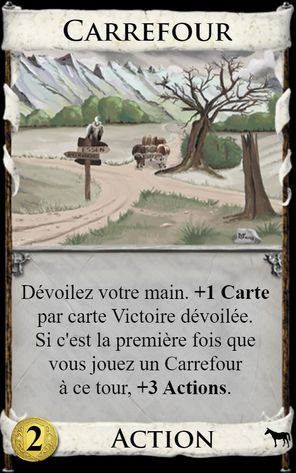 CARREFOUR
Dévoilez votre main. +1 Carte
par carte Victoire dévoilée.
Si c'est la première fois que
vous jouez un Carrefour
à ce tour, +3 Actions.
2
ACTION